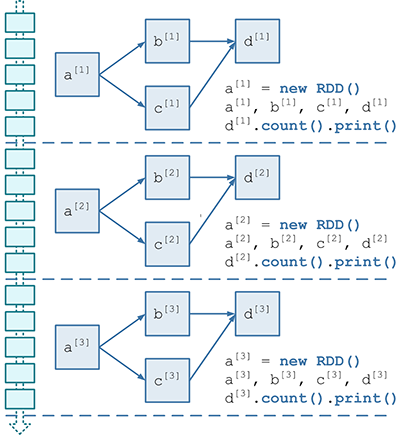 b[1]
d[1]
a[1]
c[1]
a[1] = new RDD()
a[1], b[1], c[1], d[1]
d[1].count().print()
b[2]
d[2]
a[2]
c[2]
a[2] = new RDD()
a[2], b[2], c[2], d[2]
d[2].count().print()
b[3]
d[3]
a[3]
c[3]
a[3] = new RDD()
a[3], b[3], c[3], d[3]
d[3].count().print()